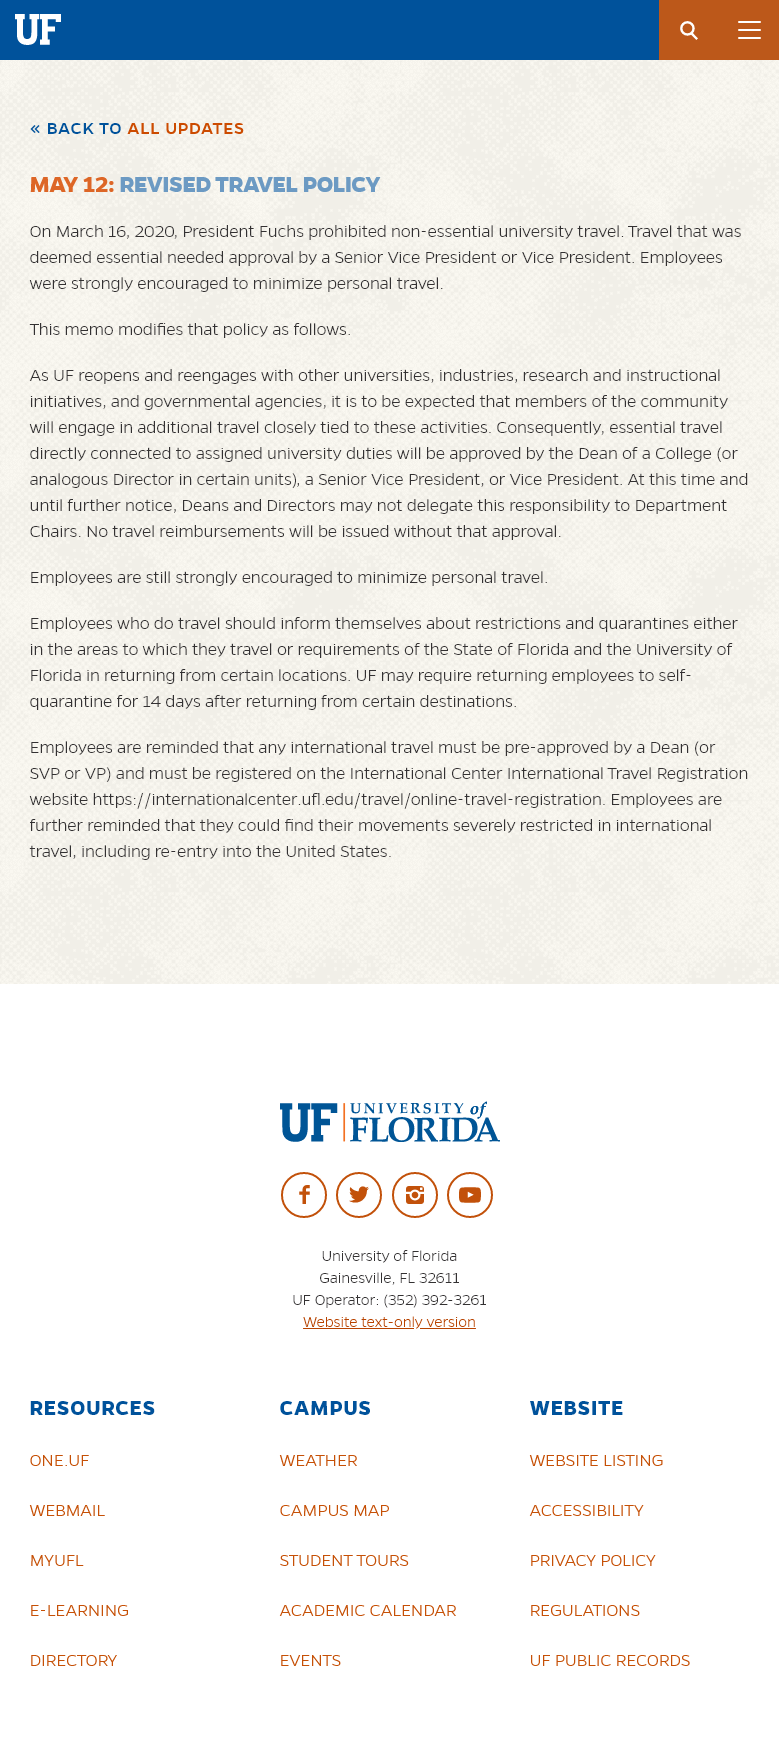 UF
« BACK TO ALL UPDATES
MAY 12: REVISED TRAVEL POLICY
On March 16, 2020, President Fuchs prohibited non-essential university travel. Travel that was
deemed essential needed approval by a Senior Vice President or Vice President. Employees
were strongly encouraged to minimize personal travel.
This memo modifies that policy as follows.
As UF reopens and reengages with other universities, industries, research and instructional
initiatives, and governmental agencies, it is to be expected that members of the community
will engage in additional travel closely tied to these activities. Consequently, essential travel
directly connected to assigned university duties will be approved by the Dean of a College (or
analogous Director in certain units), a Senior Vice President, or Vice President. At this time and
until further notice, Deans and Directors may not delegate this responsibility to Department
Chairs. No travel reimbursements will be issued without that approval.
Employees are still strongly encouraged to minimize personal travel.
Employees who do travel should inform themselves about restrictions and quarantines either
in the areas to which they travel or requirements of the State of Florida and the University of
Florida in returning from certain locations. UF may require returning employees to self-
quarantine for 14 days after returning from certain destinations.
Employees are reminded that any international travel must be pre-approved by a Dean (or
SVP or VP) and must be registered on the International Center International Travel Registration
website https://internationalcenter.ufl.edu/travel/online-travel-registration. Employees are
further reminded that they could find their movements severely restricted in international
travel, including re-entry into the United States.
UF UNIVERSITY of
FLORIDA
University of Florida
Gainesville, FL 32611
UF Operator: (352) 392-3261
Website text-only version
RESOURCES
ONE.UF
WEBMAIL
MYUFL
E-LEARNING
DIRECTORY
CAMPUS
WEATHER
CAMPUS MAP
STUDENT TOURS
ACADEMIC CALENDAR
EVENTS
WEBSITE
WEBSITE LISTING
ACCESSIBILITY
PRIVACY POLICY
REGULATIONS
UF PUBLIC RECORDS